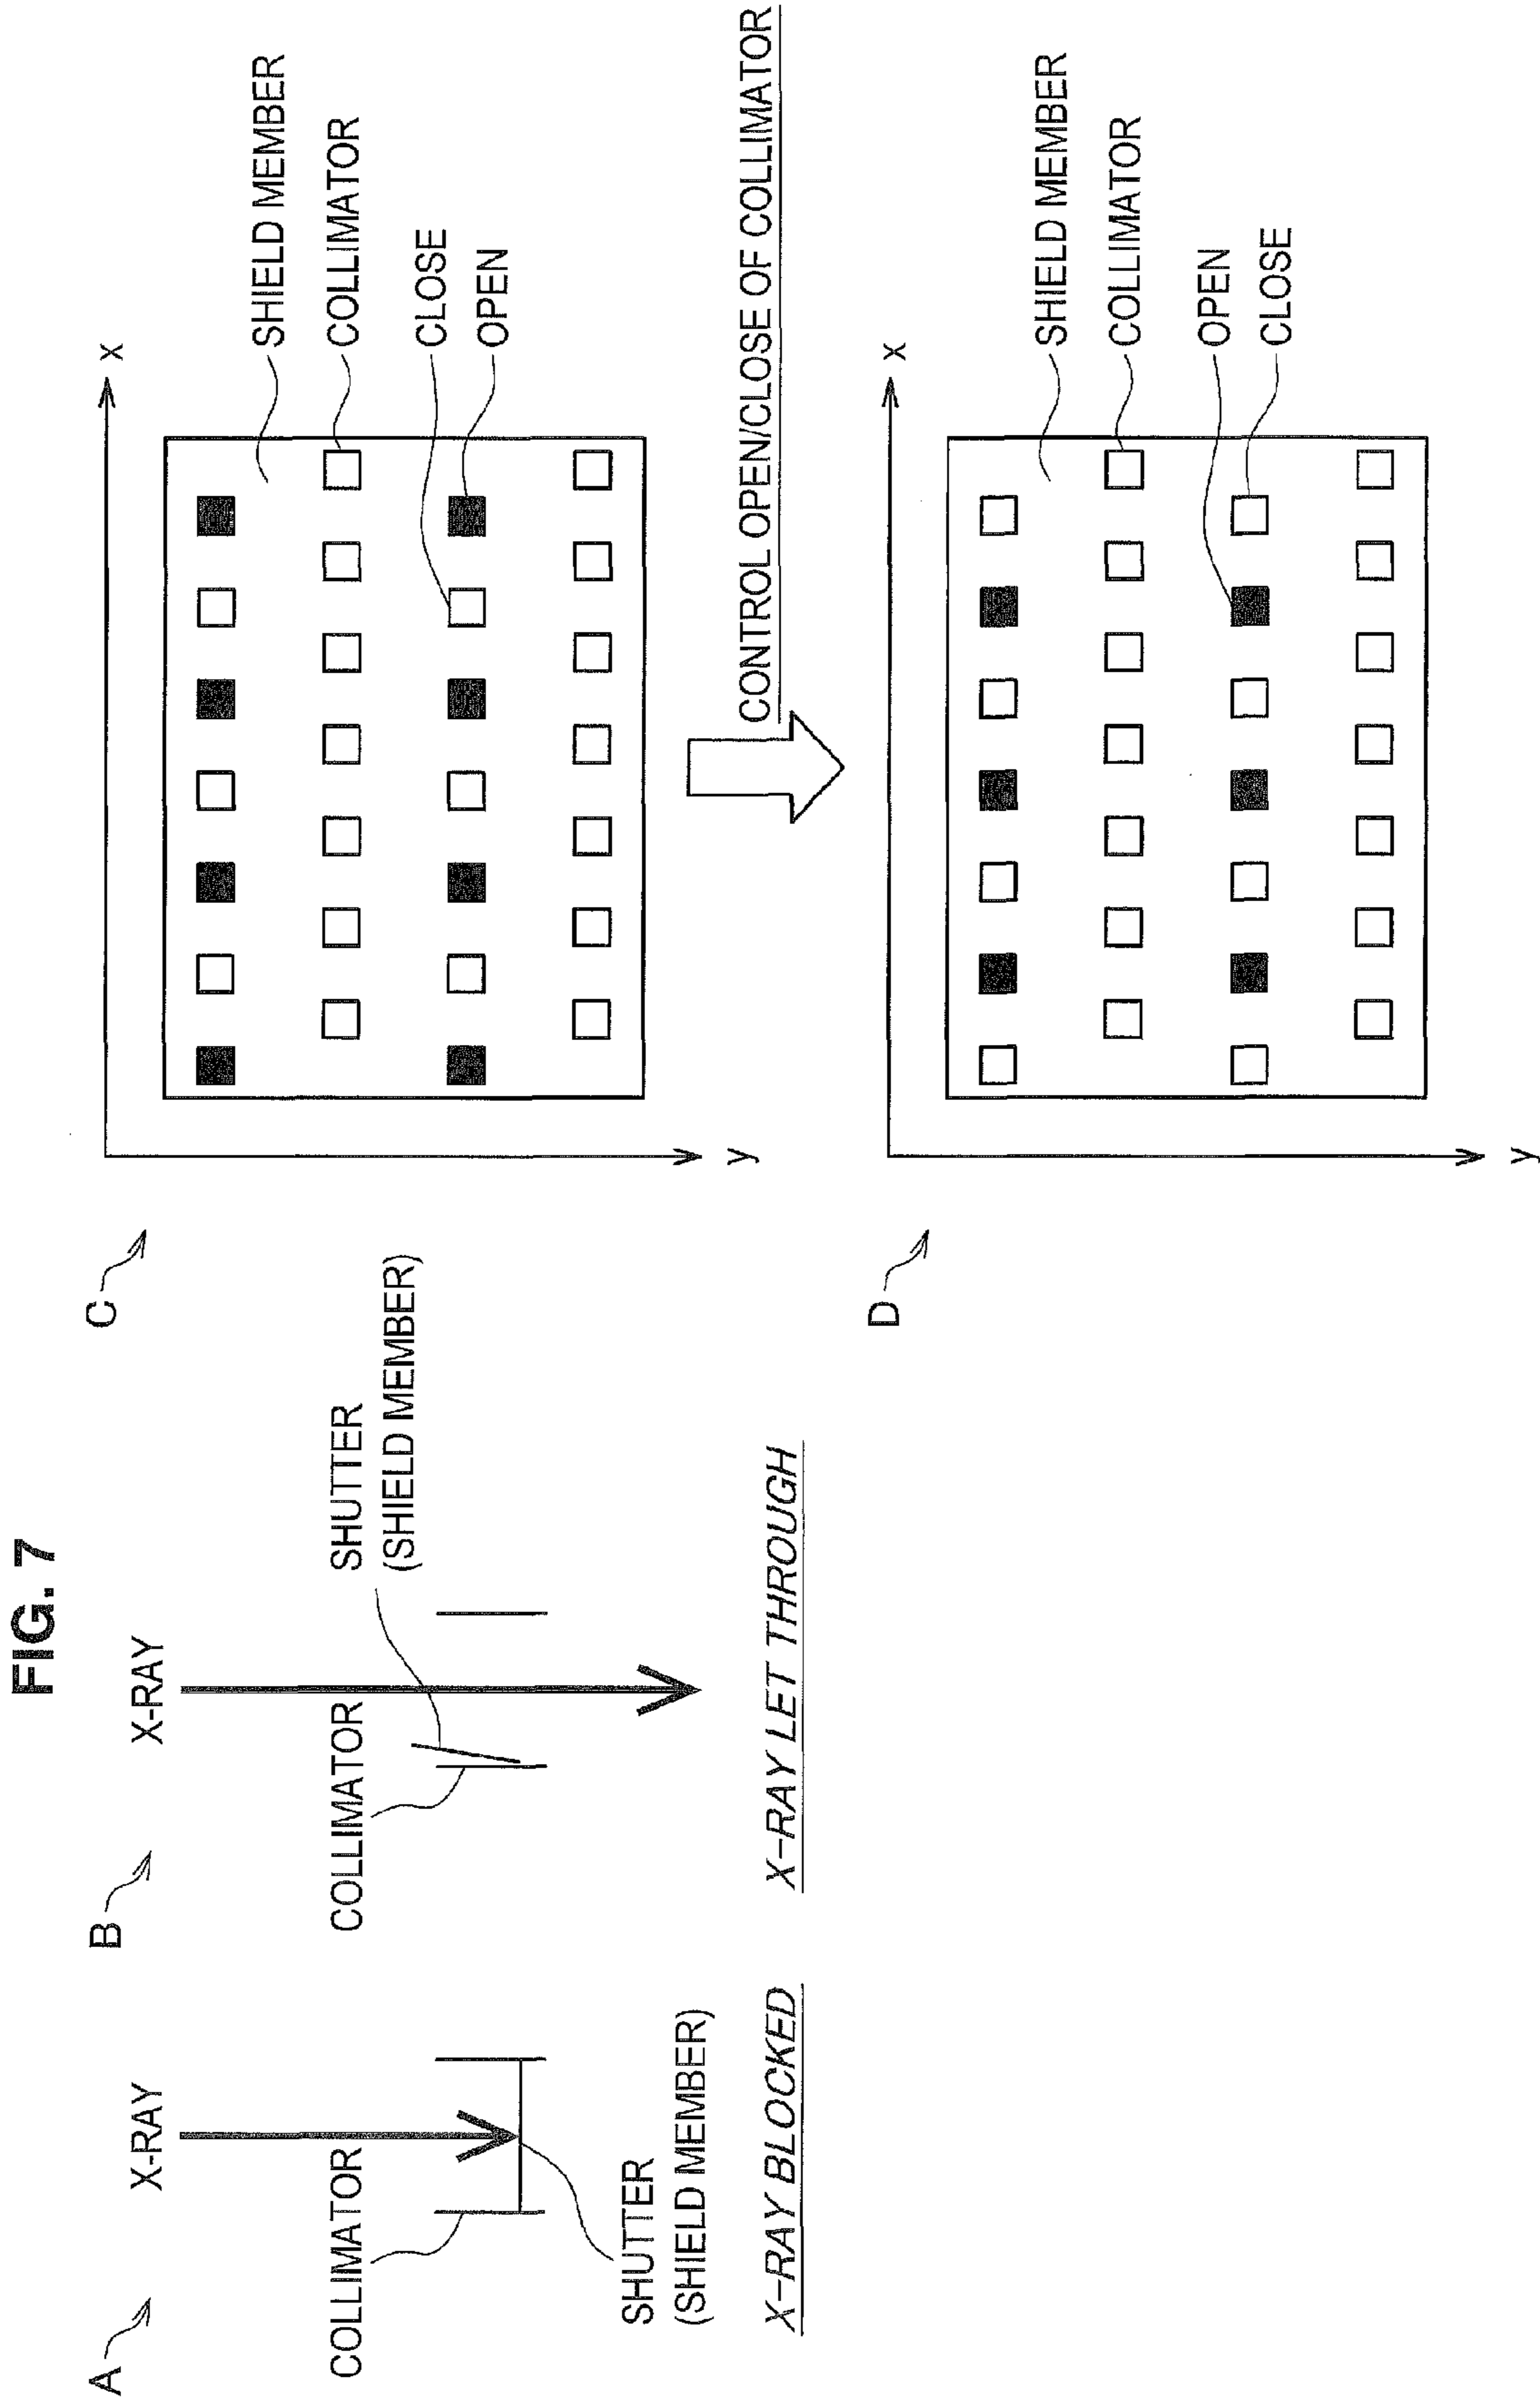 FIG. 7
A
X-RAY
COLLIMATOR
SHUTTER
(SHIELD MEMBER)
X-RAY BLOCKED
B
X-RAY
COLLIMATOR
SHUTTER
(SHIELD MEMBER)
X-RAY LET THROUGH
C
x
y
SHIELD MEMBER
COLLIMATOR
CLOSE
OPEN
CONTROL OPEN/CLOSE OF COLLIMATOR
D
x
y
SHIELD MEMBER
COLLIMATOR
OPEN
CLOSE